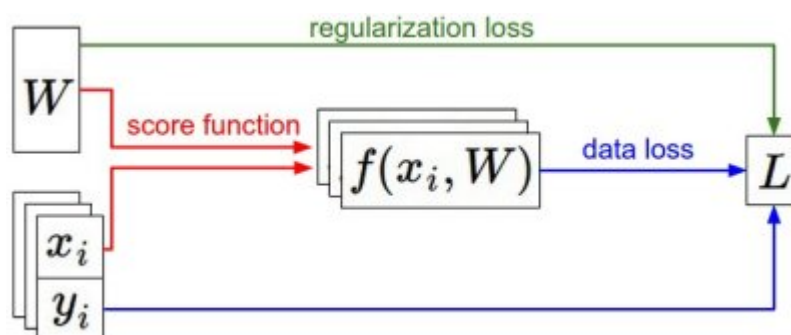 regularization loss
W
score function
f(x_i, W)
data loss
L
x_i
y_i